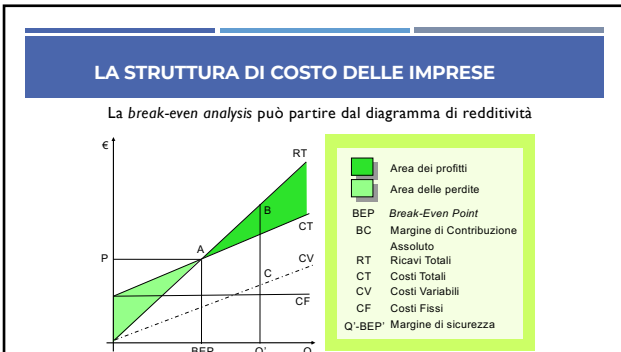 LA STRUTTURA DI COSTO DELLE IMPRESE
La break-even analysis può partire dal diagramma di redditività
€
RT
B
CT
A
P
CV
C
CF
BEP Q' Q
Area dei profitti
Area delle perdite
BEP Break-Even Point
BC Margine di Contribuzione
Assoluto
RT Ricavi Totali
CT Costi Totali
CV Costi Variabili
CF Costi Fissi
Q'-BEP' Margine di sicurezza